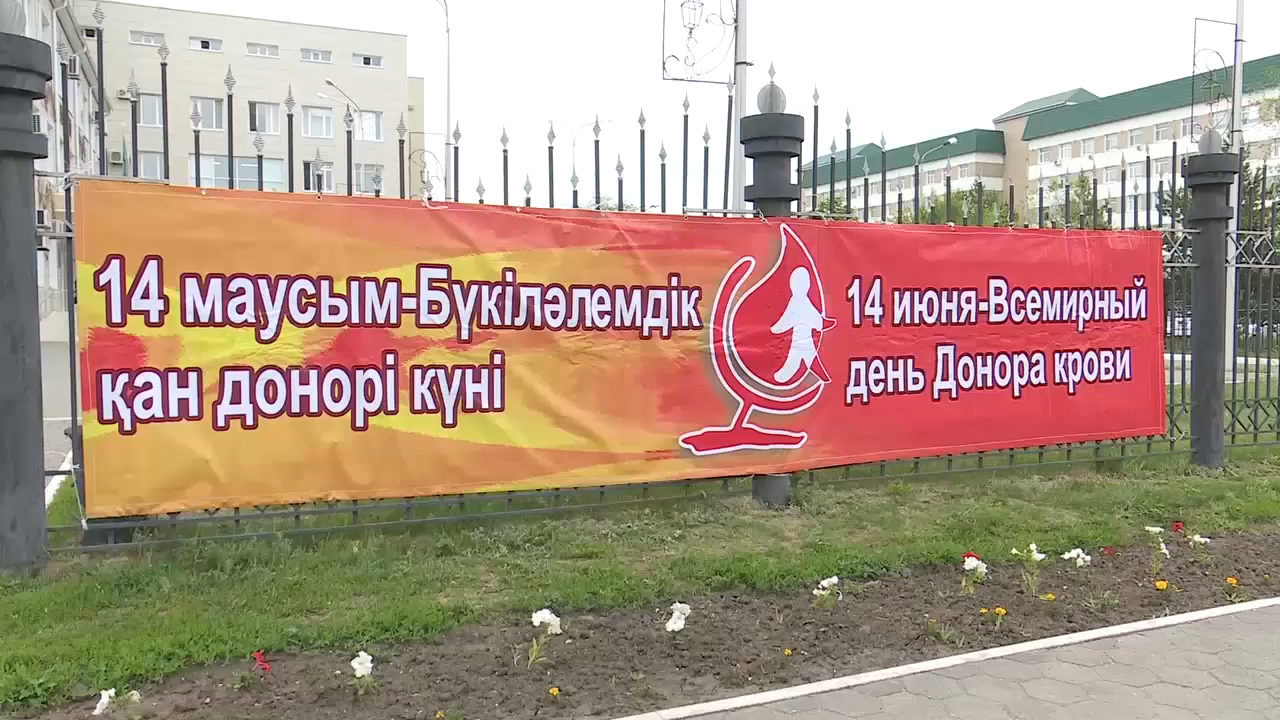 14 маусым-Бүкіләлемдік
қан донорі күні
14 июня-Всемирный
день Донора крови